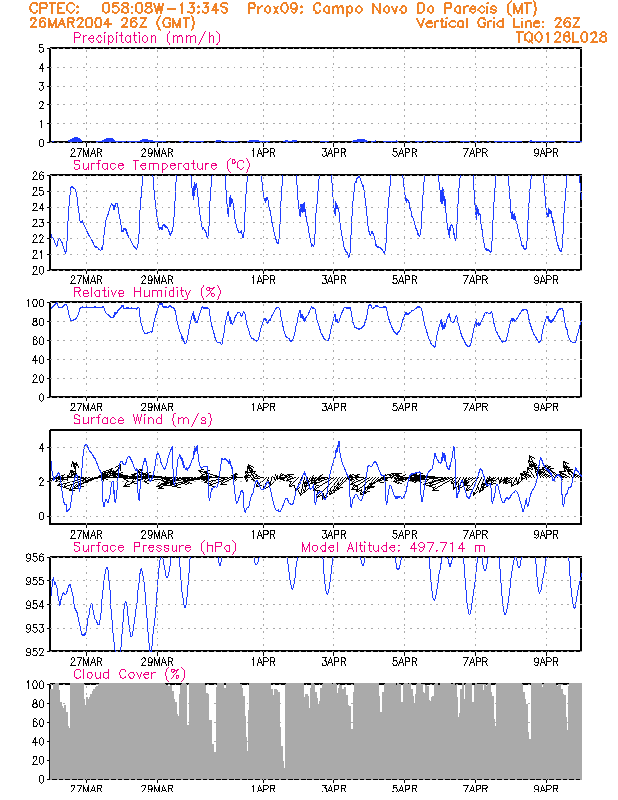 CPTEC: 058:08W-13:34S Prox09: Campo Novo Do Parecis (MT)
26MAR2004 26Z (GMT) Vertical Grid Line: 26Z
Precipitation (mm/h) TQ0126L028
5
4
3
2
1
0
27MAR 29MAR 1APR 3APR 5APR 7APR 9APR
Surface Temperature (°C)
26
25
24
23
22
21
20
27MAR 29MAR 1APR 3APR 5APR 7APR 9APR
Relative Humidity (%)
100
80
60
40
20
0
27MAR 29MAR 1APR 3APR 5APR 7APR 9APR
Surface Wind (m/s)
4
2
0
27MAR 29MAR 1APR 3APR 5APR 7APR 9APR
Surface Pressure (hPa) Model Altitude: 497.714 m
956
955
954
953
952
27MAR 29MAR 1APR 3APR 5APR 7APR 9APR
Cloud Cover (%)
100
80
60
40
20
0
27MAR 29MAR 1APR 3APR 5APR 7APR 9APR